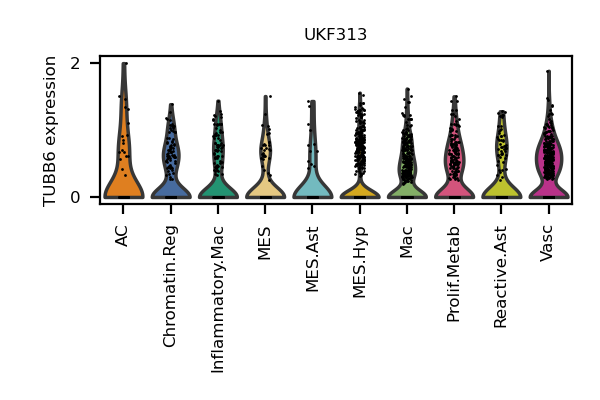 UKF313
TUBB6 expression
2
0
AC
Chromatin.Reg
Inflammatory.Mac
MES
MES.Ast
MES.Hyp
Mac
Prolif.Metab
Reactive.Ast
Vasc